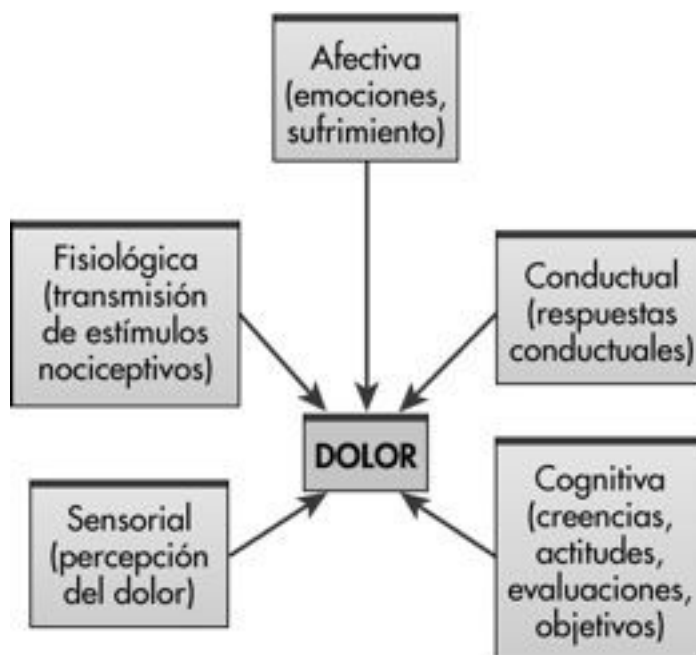 Afectiva
(emociones,
sufrimiento)
Fisiológica
(transmisión
de estímulos
nociceptivos)
Conductual
(respuestas
conductuales)
DOLOR
Sensorial
(percepción
del dolor)
Cognitiva
(creencias,
actitudes,
evaluaciones,
objetivos)